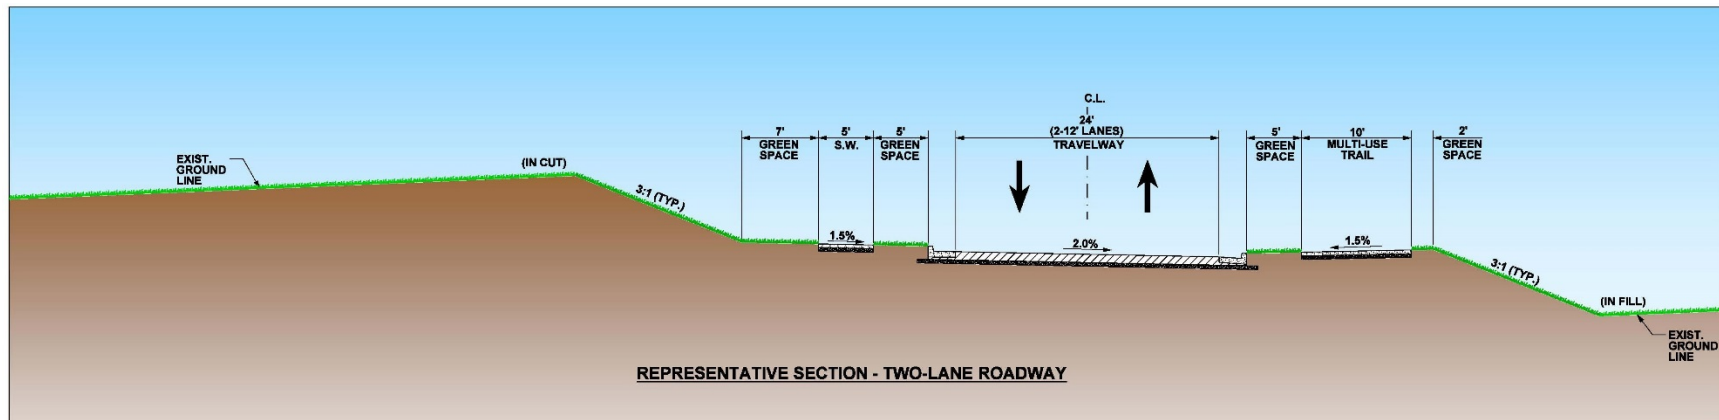 C.L.
24'
(2-12' LANES)
TRAVELWAY
7'
GREEN
SPACE
5'
S.W.
5'
GREEN
SPACE
5'
GREEN
SPACE
10'
MULTI-USE
TRAIL
2'
GREEN
SPACE
EXIST.
GROUND
LINE
(IN CUT)
3:1 (TYP.)
1.5%
2.0%
1.5%
3:1 (TYP.)
(IN FILL)
EXIST.
GROUND
LINE
REPRESENTATIVE SECTION - TWO-LANE ROADWAY